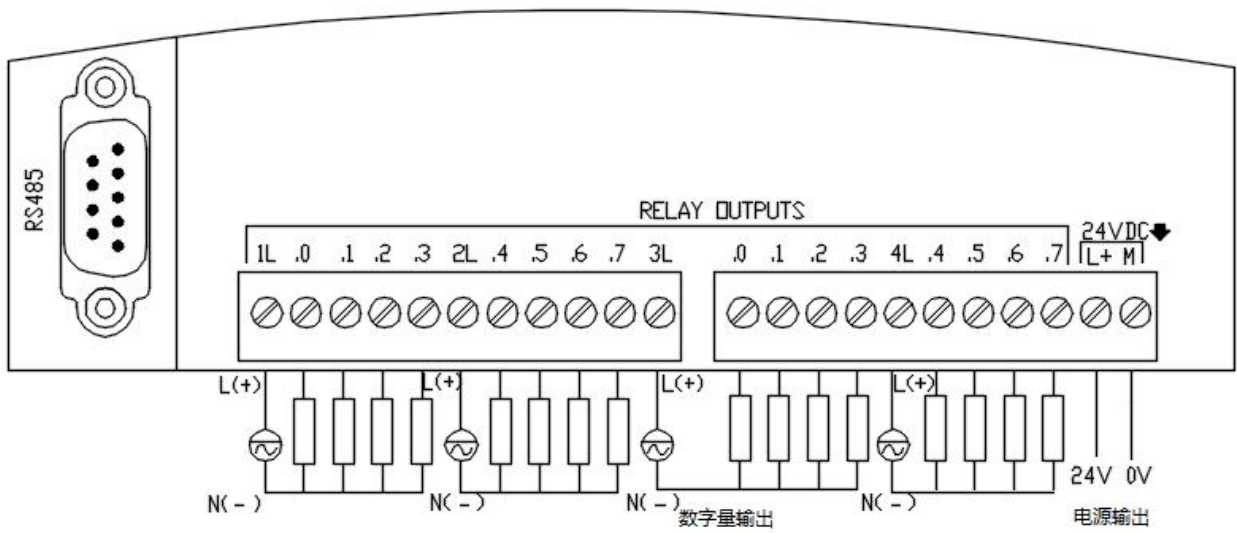 RS485
RELAY OUTPUTS
24VDC
1L .0 .1 .2 .3 2L .4 .5 .6 .7 3L .0 .1 .2 .3 4L .4 .5 .6 .7 L+ M
L(+) L(+) L(+) L(+)
24V 0V
N(-) N(-) N(-) N(-)
数字量输出 电源输出